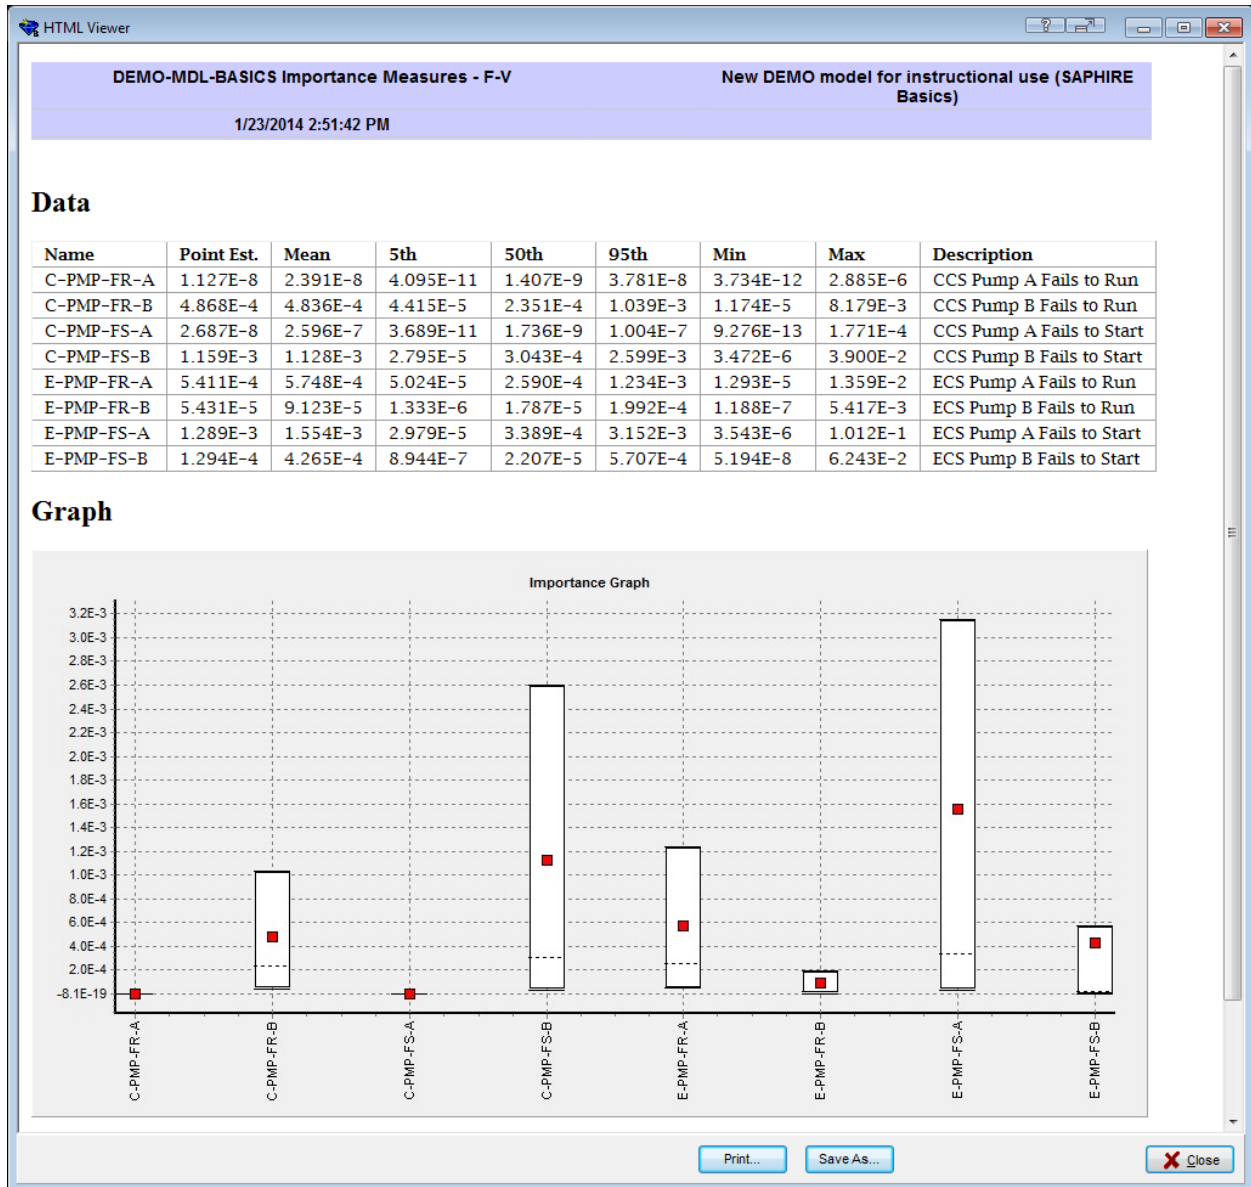 HTML Viewer
DEMO-MDL-BASICS Importance Measures - F-V
New DEMO model for instructional use (SAPHIRE
Basics)
1/23/2014 2:51:42 PM
Data
Name Point Est. Mean 5th 50th 95th Min Max Description
C-PMP-FR-A 1.127E-8 2.391E-8 4.095E-11 1.407E-9 3.781E-8 3.734E-12 2.885E-6 CCS Pump A Fails to Run
C-PMP-FR-B 4.868E-4 4.836E-4 4.415E-5 2.351E-4 1.039E-3 1.174E-5 8.179E-3 CCS Pump B Fails to Run
C-PMP-FS-A 2.687E-8 2.596E-7 3.689E-11 1.736E-9 1.004E-7 9.276E-13 1.771E-4 CCS Pump A Fails to Start
C-PMP-FS-B 1.159E-3 1.128E-3 2.795E-5 3.043E-4 2.599E-3 3.472E-6 3.900E-2 CCS Pump B Fails to Start
E-PMP-FR-A 5.411E-4 5.748E-4 5.024E-5 2.590E-4 1.234E-3 1.293E-5 1.359E-2 ECS Pump A Fails to Run
E-PMP-FR-B 5.431E-5 9.123E-5 1.333E-6 1.787E-5 1.992E-4 1.188E-7 5.417E-3 ECS Pump B Fails to Run
E-PMP-FS-A 1.289E-3 1.554E-3 2.979E-5 3.389E-4 3.152E-3 3.543E-6 1.012E-1 ECS Pump A Fails to Start
E-PMP-FS-B 1.294E-4 4.265E-4 8.944E-7 2.207E-5 5.707E-4 5.194E-8 6.243E-2 ECS Pump B Fails to Start
Graph
Importance Graph
3.2E-3
3.0E-3
2.8E-3
2.6E-3
2.4E-3
2.2E-3
2.0E-3
1.8E-3
1.6E-3
1.4E-3
1.2E-3
1.0E-3
8.0E-4
6.0E-4
4.0E-4
2.0E-4
-8.1E-19
C-PMP-FR-A
C-PMP-FR-B
C-PMP-FS-A
C-PMP-FS-B
E-PMP-FR-A
E-PMP-FR-B
E-PMP-FS-A
E-PMP-FS-B
Print... Save As... Close